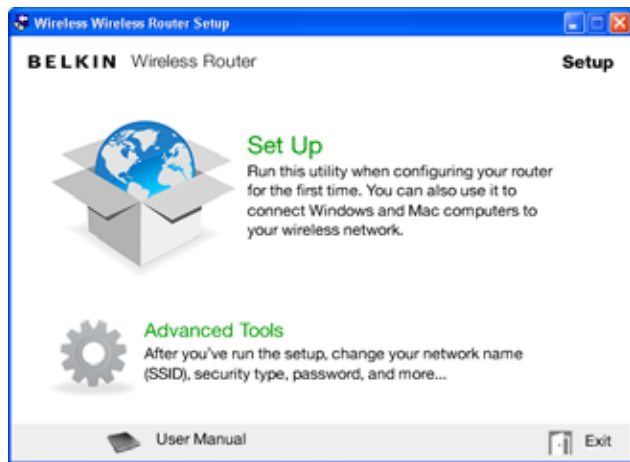 Wireless Wireless Router Setup
BELKIN Wireless Router
Setup
Set Up
Run this utility when configuring your router
for the first time. You can also use it to
connect Windows and Mac computers to
your wireless network.
Advanced Tools
After you've run the setup, change your network name
(SSID), security type, password, and more...
User Manual
Exit